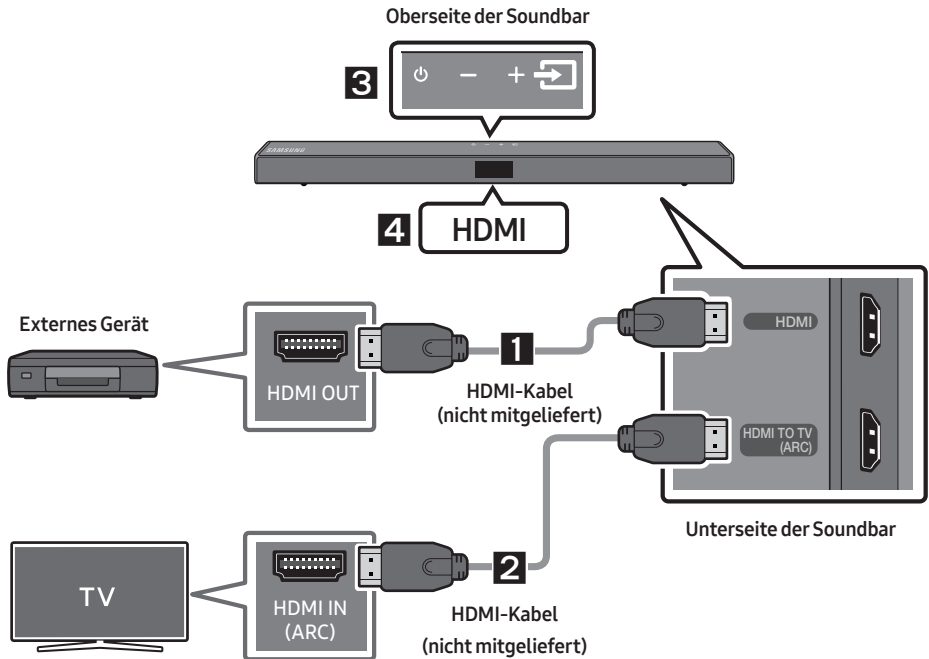 Oberseite der Soundbar
3
SAMSUNG
4
HDMI
Externes Gerät
HDMI OUT
1
HDMI-Kabel
(nicht mitgeliefert)
HDMI
HDMI TO TV
(ARC)
Unterseite der Soundbar
TV
HDMI IN
(ARC)
2
HDMI-Kabel
(nicht mitgeliefert)